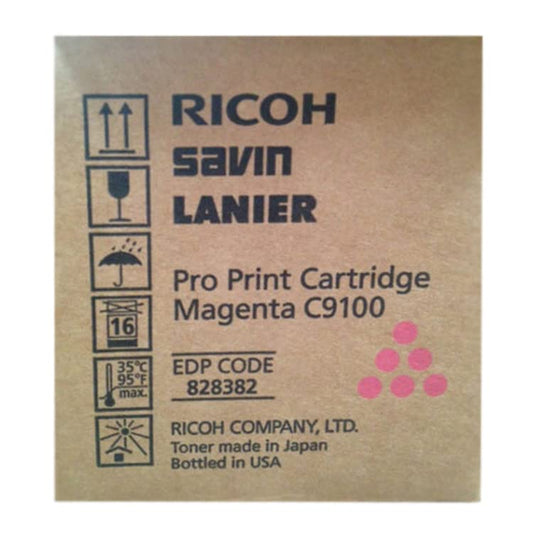 RICOH
savin
LANIER
Pro Print Cartridge
Magenta C9100
16
EDP CODE
828382
35°C
95°F
max.
RICOH COMPANY, LTD.
Toner made in Japan
Bottled in USA